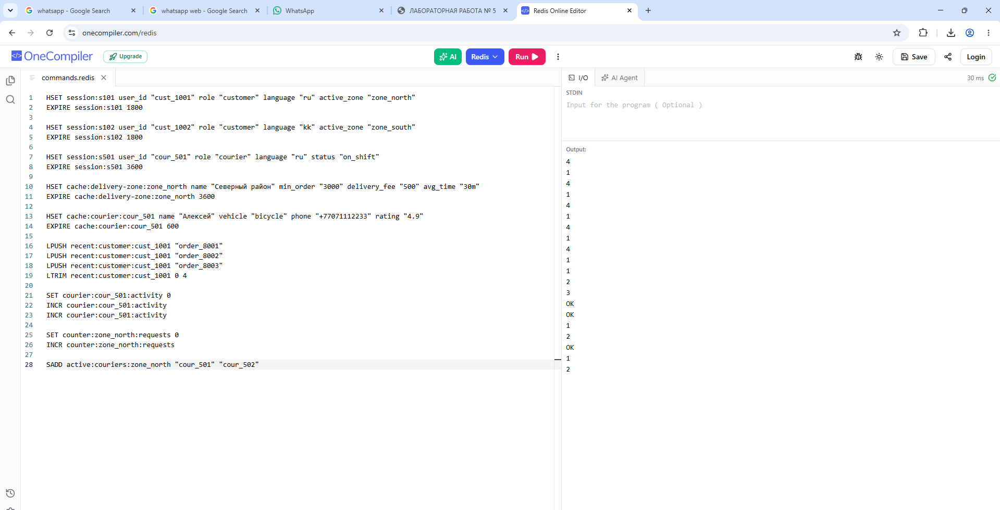 whatsapp - Google Search
whatsapp web - Google Search
WhatsApp
ЛАБОРАТОРНАЯ РАБОТА № 5
Redis Online Editor
onecompiler.com/redis
OneCompiler
Upgrade
AI
Redis
Run
Save
Login
commands.redis
I/O
AI Agent
30 ms
1 HSET session:s101 user_id "cust_1001" role "customer" language "ru" active_zone "zone_north"
2 EXPIRE session:s101 1800
3
4 HSET session:s102 user_id "cust_1002" role "customer" language "kk" active_zone "zone_south"
5 EXPIRE session:s102 1800
6
7 HSET session:s501 user_id "cour_501" role "courier" language "ru" status "on_shift"
8 EXPIRE session:s501 3600
9
10 HSET cache:delivery-zone:zone_north name "Северный район" min_order "3000" delivery_fee "500" avg_time "30m"
11 EXPIRE cache:delivery-zone:zone_north 3600
12
13 HSET cache:courier:cour_501 name "Алексей" vehicle "bicycle" phone "+77071112233" rating "4.9"
14 EXPIRE cache:courier:cour_501 600
15
16 LPUSH recent:customer:cust_1001 "order_8001"
17 LPUSH recent:customer:cust_1001 "order_8002"
18 LPUSH recent:customer:cust_1001 "order_8003"
19 LTRIM recent:customer:cust_1001 0 4
20
21 SET courier:cour_501:activity 0
22 INCR courier:cour_501:activity
23 INCR courier:cour_501:activity
24
25 SET counter:zone_north:requests 0
26 INCR counter:zone_north:requests
27
28 SADD active:couriers:zone_north "cour_501" "cour_502"
STDIN
Input for the program ( Optional )
Output:
4
1
4
1
4
1
4
1
4
1
1
2
3
OK
OK
1
2
OK
1
2